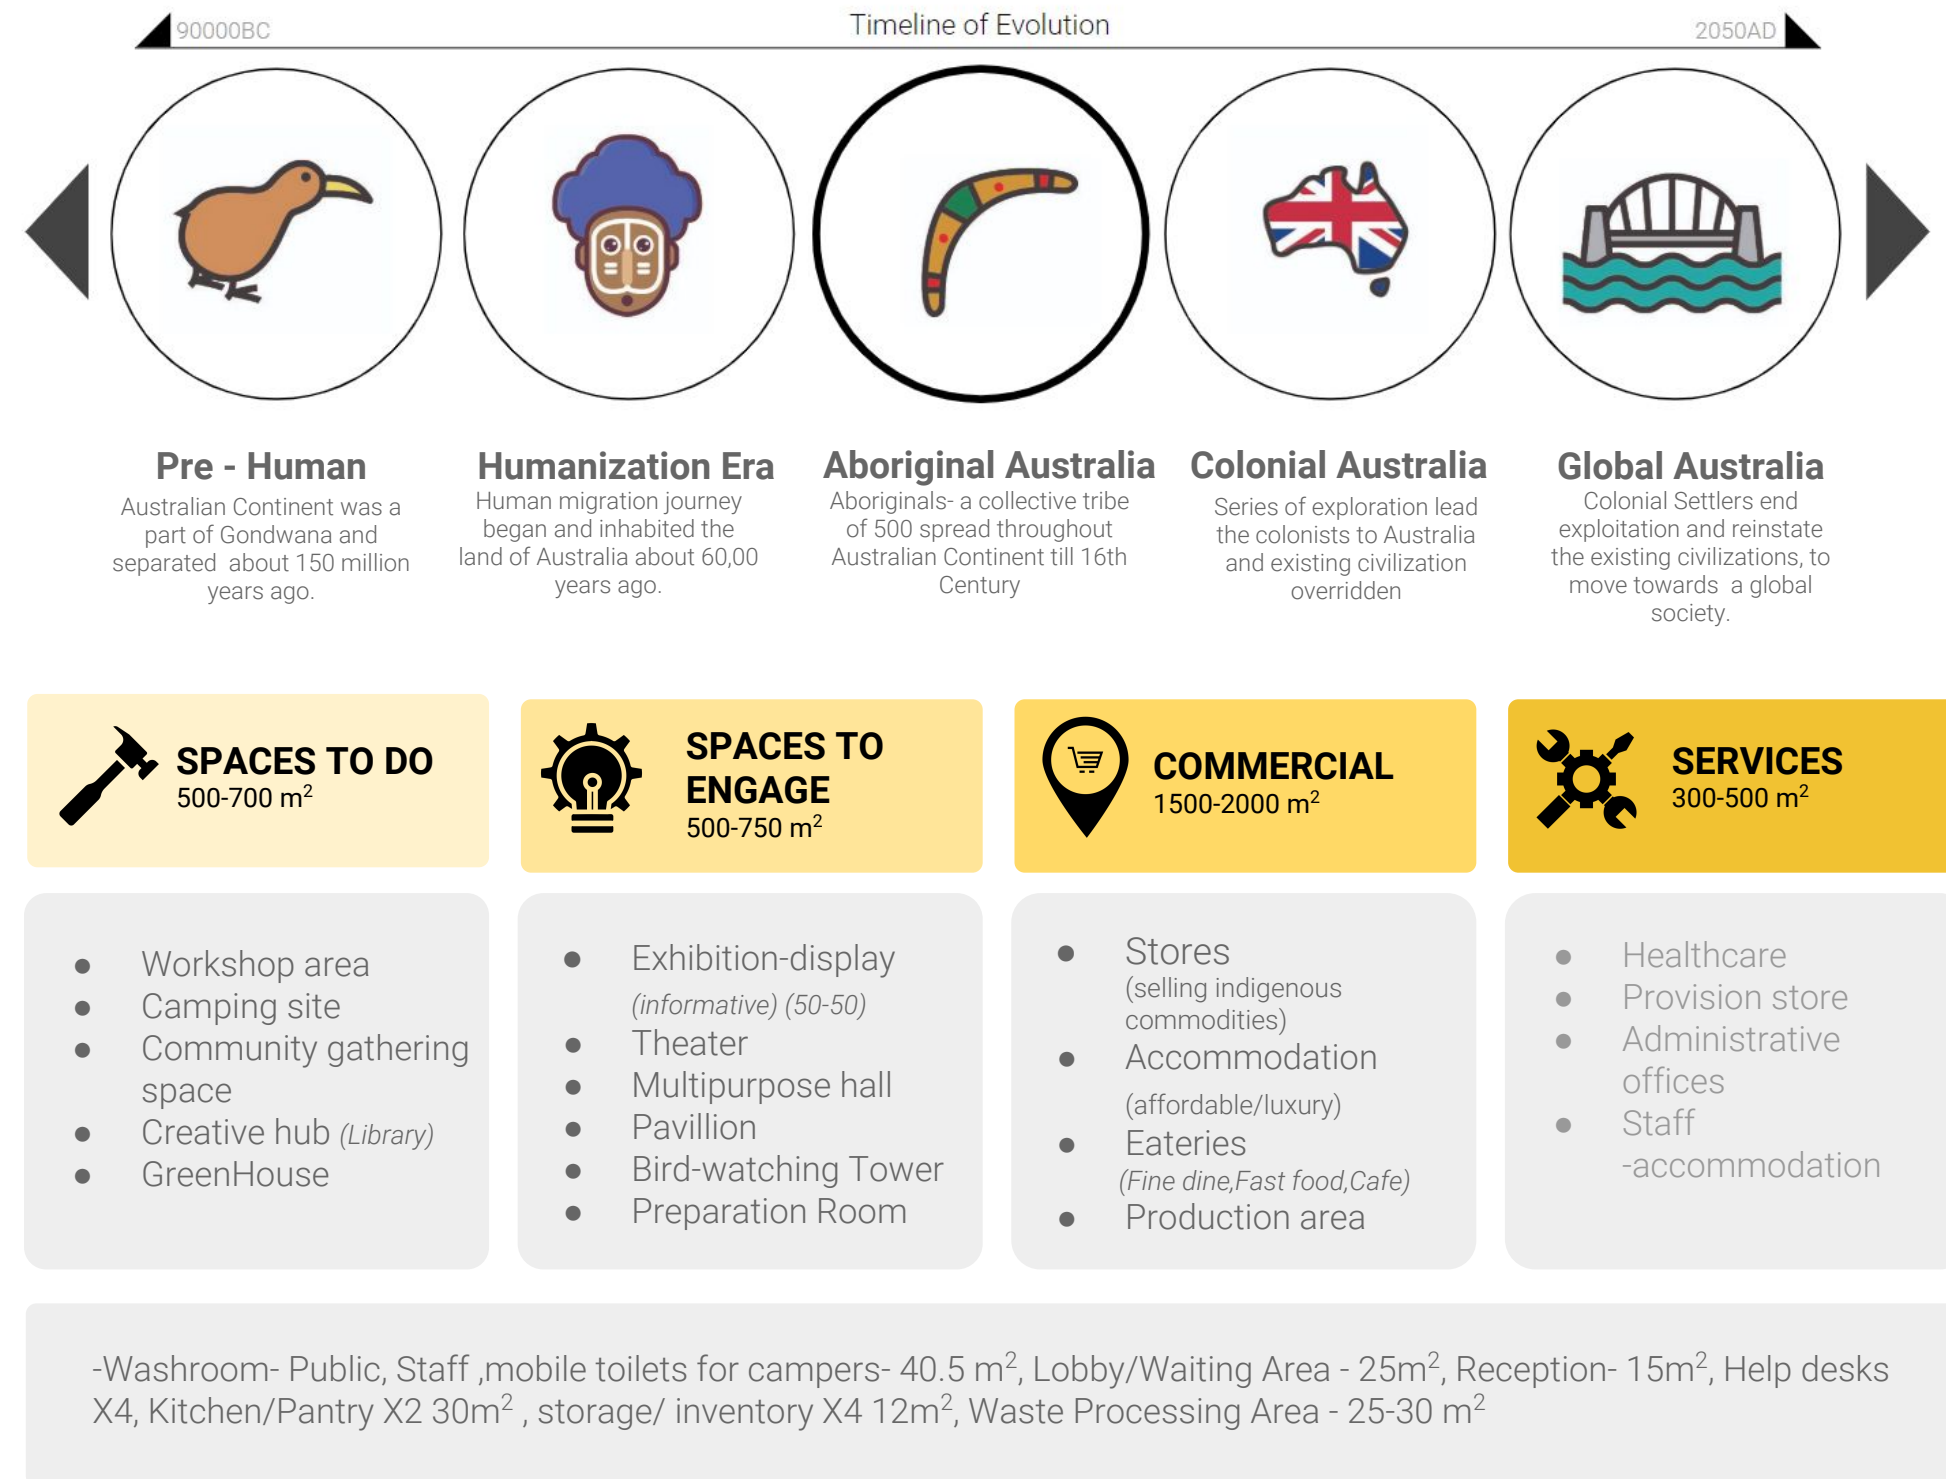 90000BC
Timeline of Evolution
2050AD
Pre - Human
Australian Continent was a
part of Gondwana and
separated about 150 million
years ago.
Humanization Era
Human migration journey
began and inhabited the
land of Australia about 60,00
years ago.
Aboriginal Australia
Aboriginals- a collective tribe
of 500 spread throughout
Australian Continent till 16th
Century
Colonial Australia
Series of exploration lead
the colonists to Australia
and existing civilization
overridden
Global Australia
Colonial Settlers end
exploitation and reinstate
the existing civilizations, to
move towards a global
society.
SPACES TO DO
500-700 m²
● Workshop area
● Camping site
● Community gathering
space
● Creative hub (Library)
● GreenHouse
SPACES TO
ENGAGE
500-750 m²
● Exhibition-display
(informative) (50-50)
● Theater
● Multipurpose hall
● Pavillion
● Bird-watching Tower
● Preparation Room
COMMERCIAL
1500-2000 m²
● Stores
(selling indigenous
commodities)
● Accommodation
(affordable/luxury)
● Eateries
(Fine dine,Fast food,Cafe)
● Production area
SERVICES
300-500 m²
● Healthcare
● Provision store
● Administrative
offices
● Staff
-accommodation
-Washroom- Public, Staff ,mobile toilets for campers- 40.5 m², Lobby/Waiting Area - 25m², Reception- 15m², Help desks
X4, Kitchen/Pantry X2 30m² , storage/ inventory X4 12m², Waste Processing Area - 25-30 m²